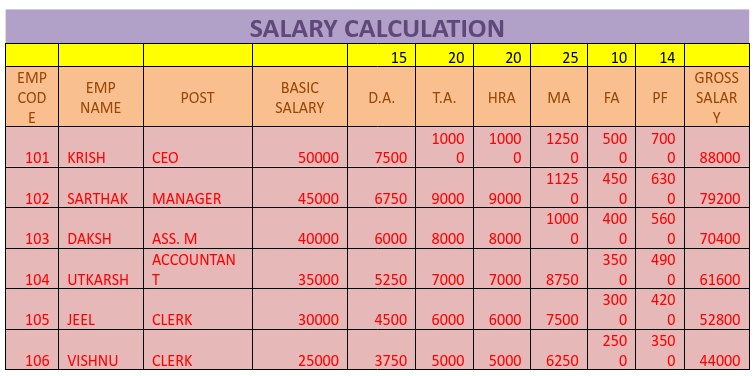 SALARY CALCULATION
15 20 20 25 10 14
EMP CODE EMP NAME POST BASIC SALARY D.A. T.A. HRA MA FA PF GROSS SALARY
101 KRISH CEO 50000 7500 10000 10000 12500 5000 7000 88000
102 SARTHAK MANAGER 45000 6750 9000 9000 11250 4500 6300 79200
103 DAKSH ASS. M 40000 6000 8000 8000 10000 4000 5600 70400
104 UTKARSH ACCOUNTANT 35000 5250 7000 7000 8750 3500 4900 61600
105 JEEL CLERK 30000 4500 6000 6000 7500 3000 4200 52800
106 VISHNU CLERK 25000 3750 5000 5000 6250 2500 3500 44000